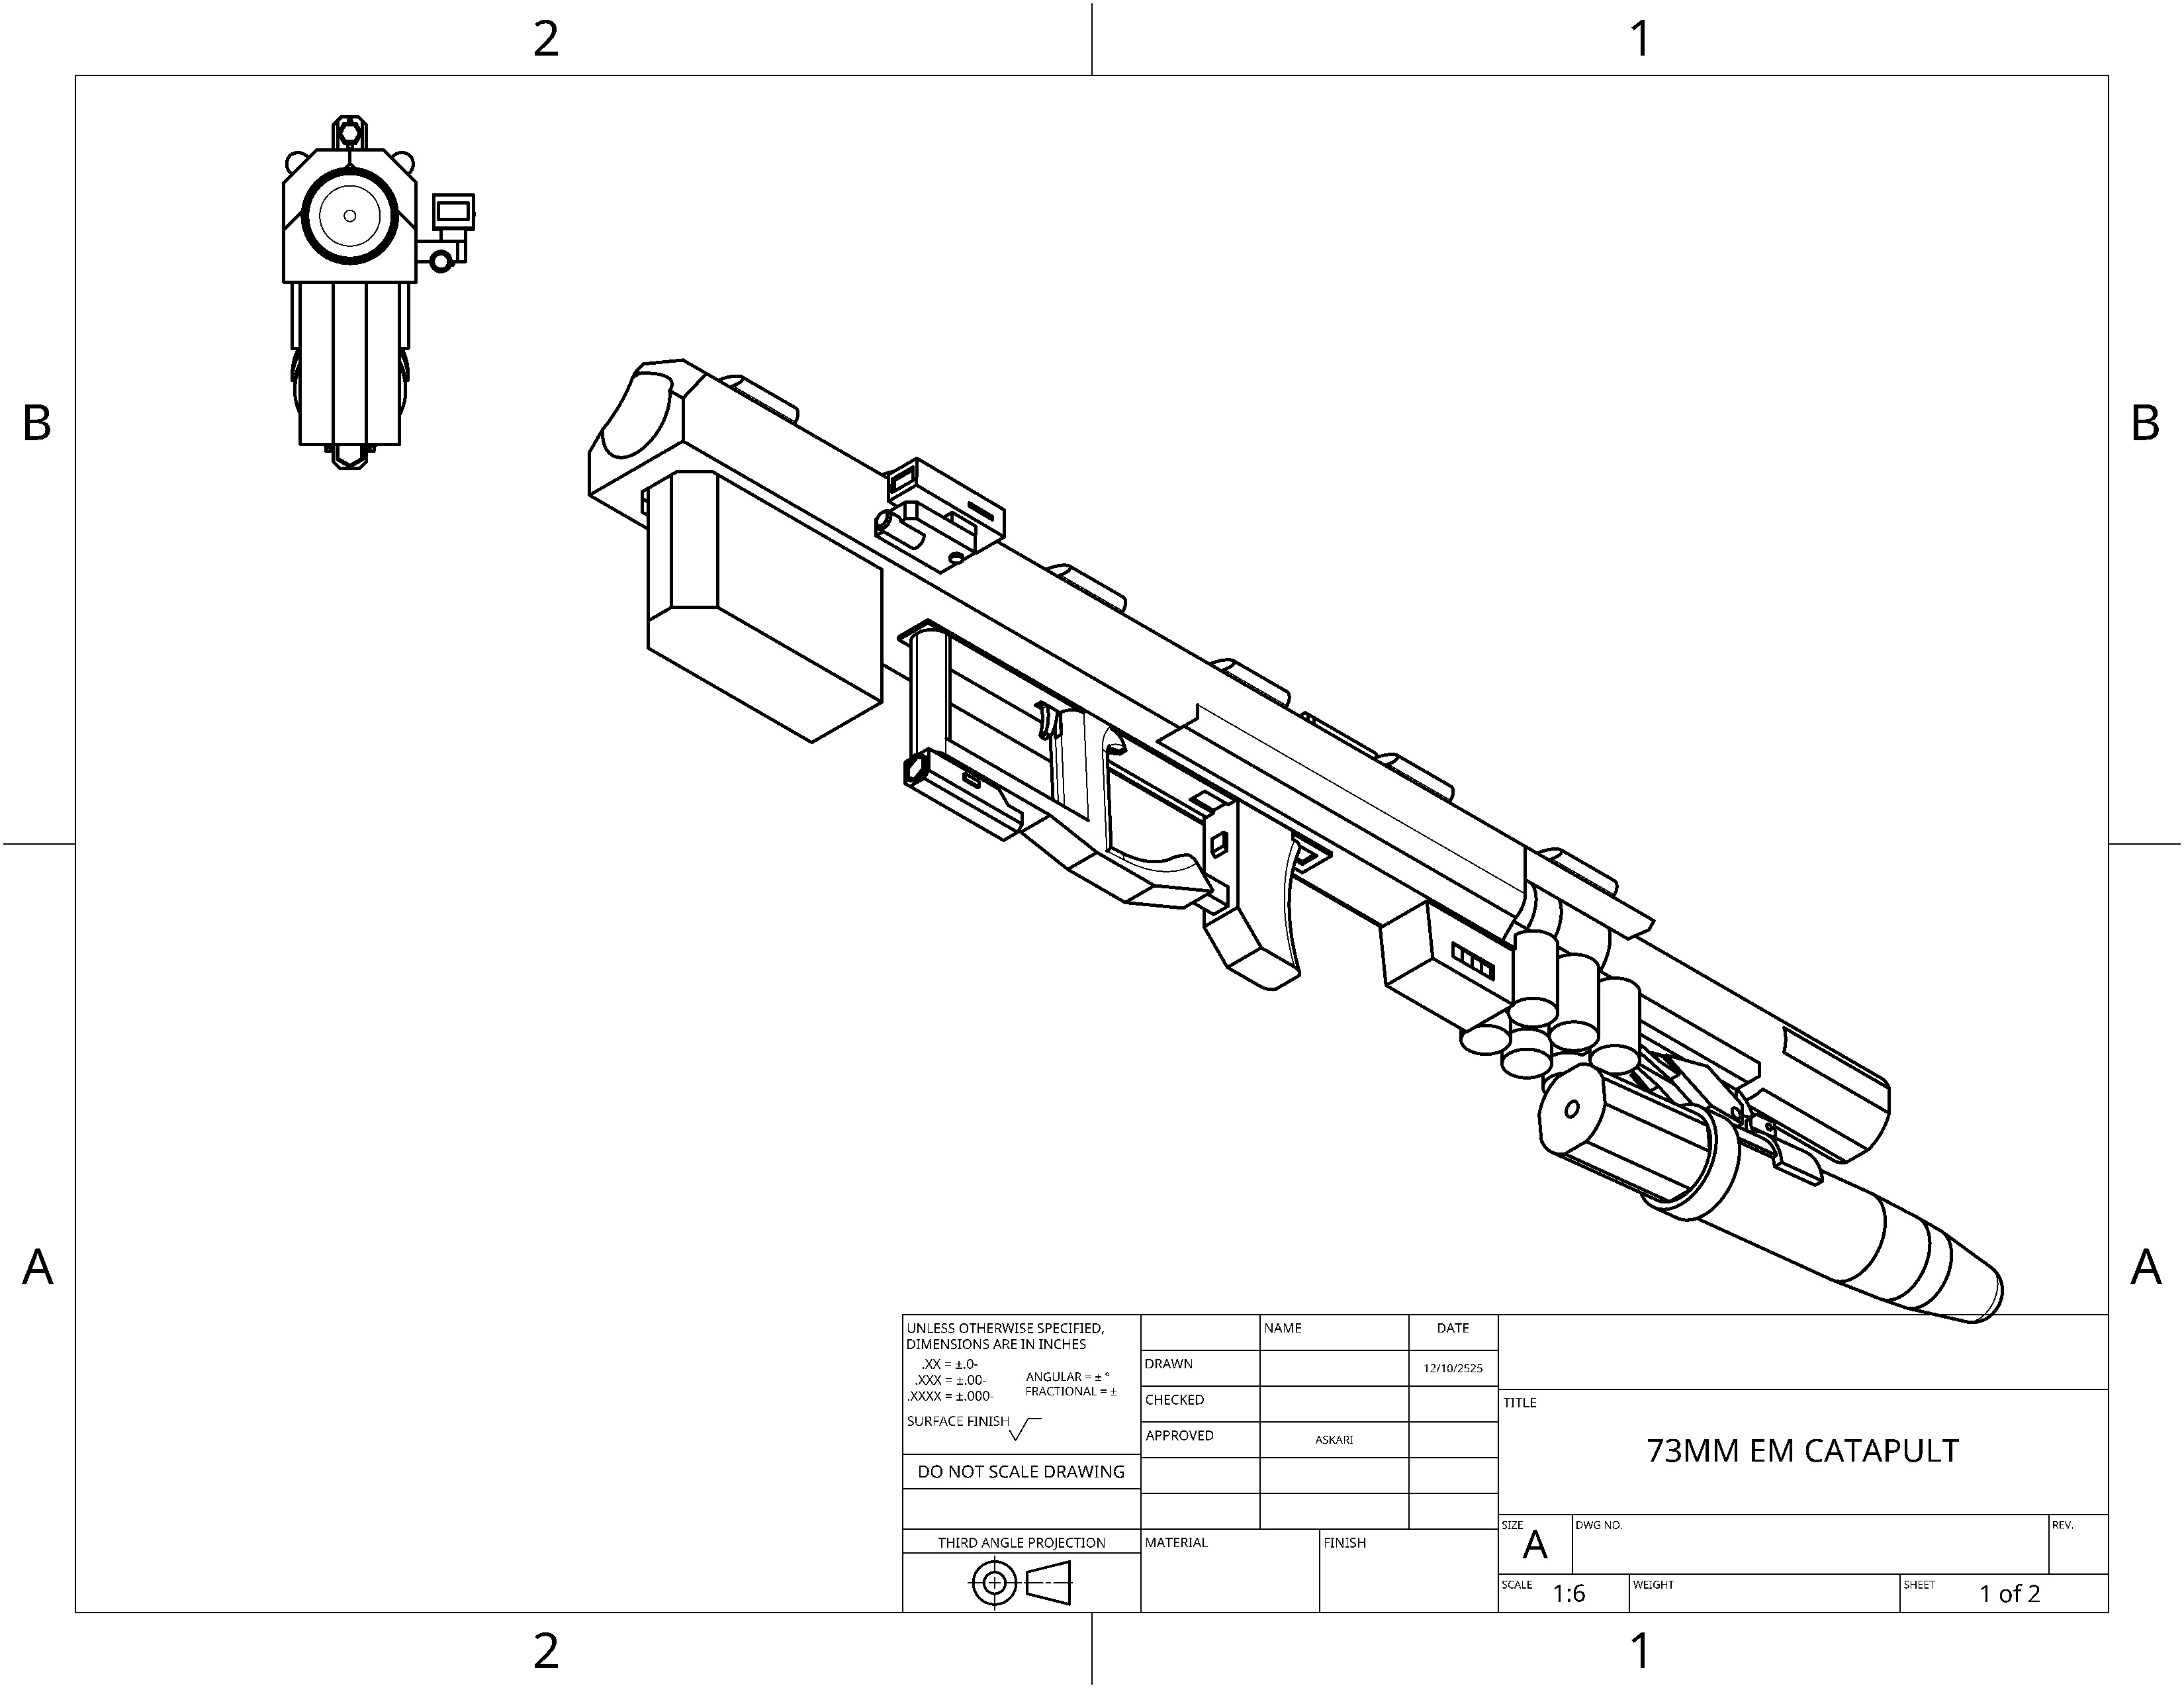 2 1
B B
A A
UNLESS OTHERWISE SPECIFIED,
DIMENSIONS ARE IN INCHES
.XX = ±.0-
.XXX = ±.00-
.XXXX = ±.000-
ANGULAR = ± °
FRACTIONAL = ±
SURFACE FINISH
DO NOT SCALE DRAWING
THIRD ANGLE PROJECTION
NAME DATE
DRAWN 12/10/2525
CHECKED
APPROVED ASKARI
MATERIAL FINISH
TITLE
73MM EM CATAPULT
SIZE A DWG NO. REV.
SCALE 1:6 WEIGHT SHEET 1 of 2
2 1